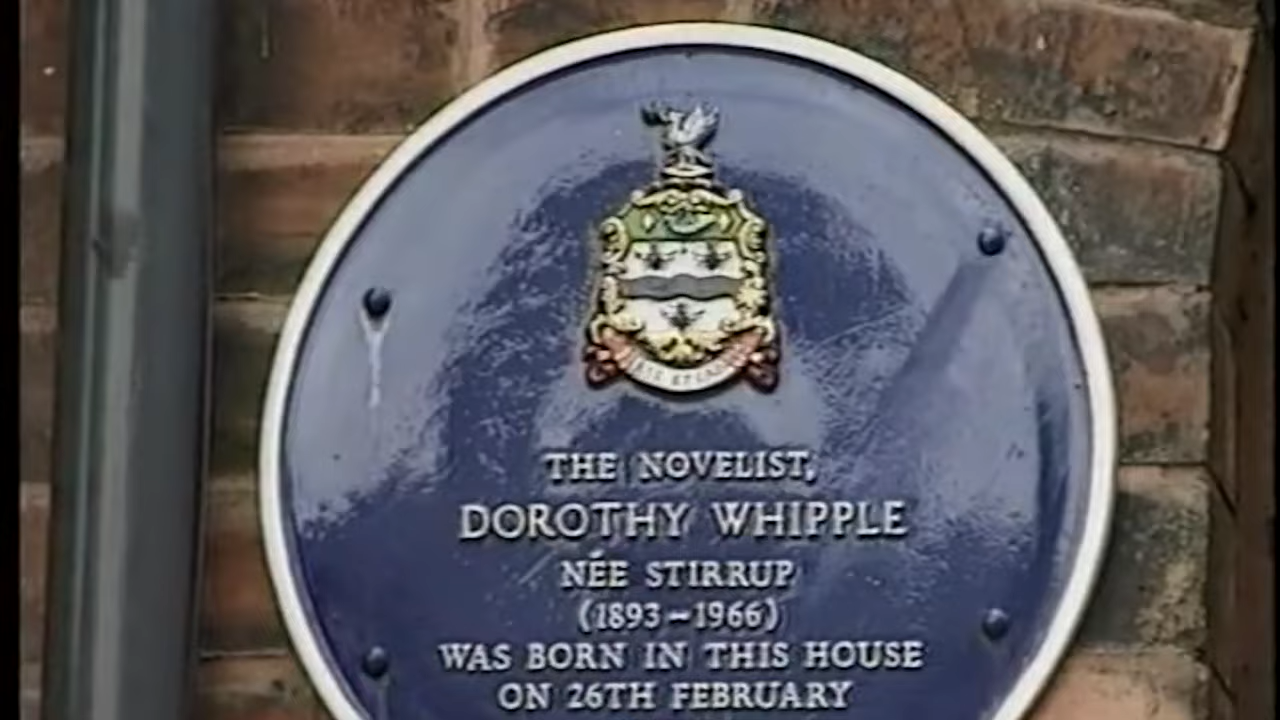 THE NOVELIST,
DOROTHY WHIPPLE
NÉE STIRRUP
(1893-1966)
WAS BORN IN THIS HOUSE
ON 26TH FEBRUARY